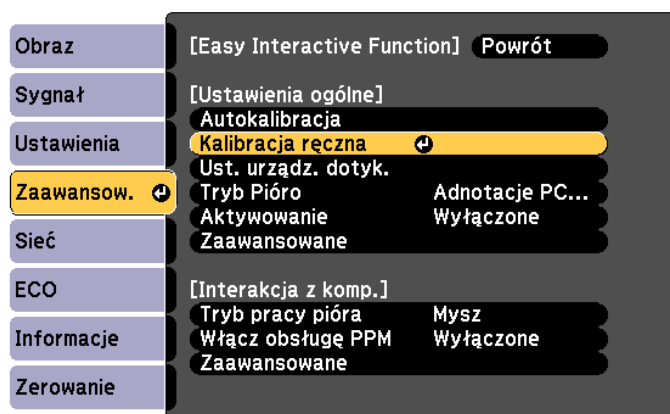 Obraz
Sygnał
Ustawienia
Zaawansow.
Sieć
ECO
Informacje
Zerowanie
[Easy Interactive Function] Powrót
[Ustawienia ogólne]
Autokalibracja
Kalibracja ręczna
Ust. urządz. dotyk.
Tryb Pióro Adnotacje PC...
Aktywowanie Wyłączone
Zaawansowane
[Interakcja z komp.]
Tryb pracy pióra Mysz
Włącz obsługę PPM Wyłączone
Zaawansowane